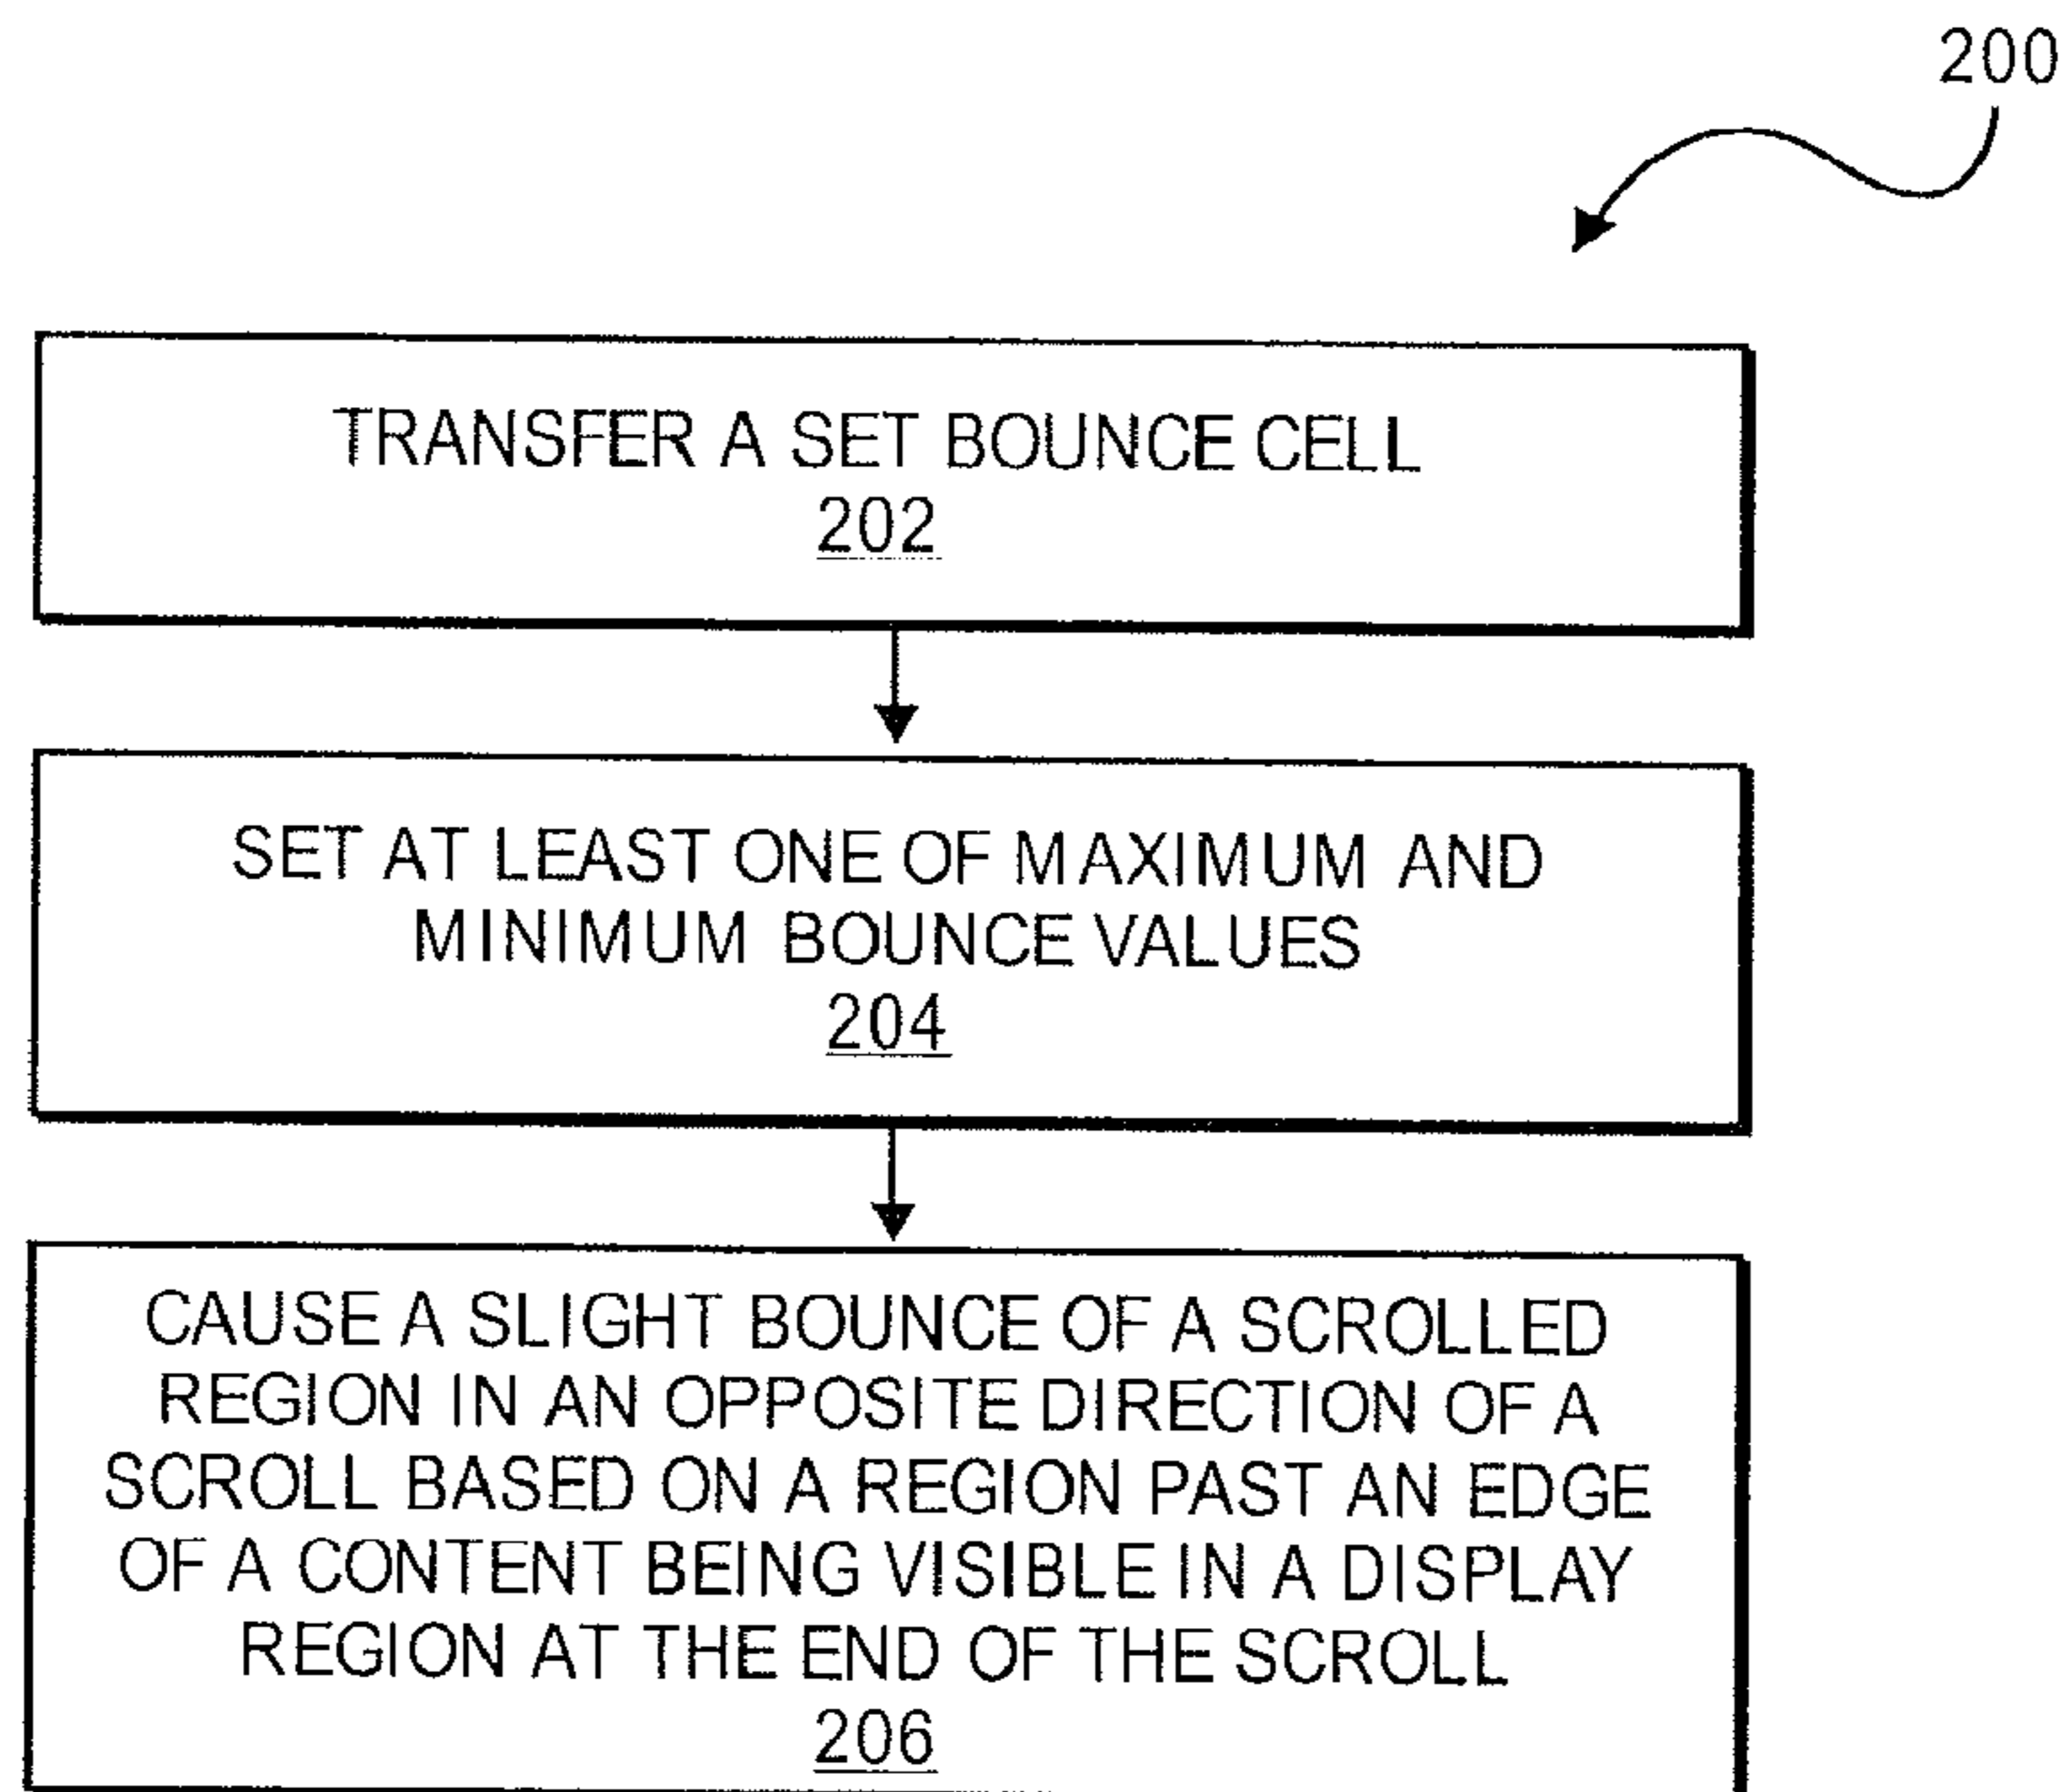 200
TRANSFER A SET BOUNCE CELL
202
SET AT LEAST ONE OF MAXIMUM AND
MINIMUM BOUNCE VALUES
204
CAUSE A SLIGHT BOUNCE OF A SCROLLED
REGION IN AN OPPOSITE DIRECTION OF A
SCROLL BASED ON A REGION PAST AN EDGE
OF A CONTENT BEING VISIBLE IN A DISPLAY
REGION AT THE END OF THE SCROLL
206